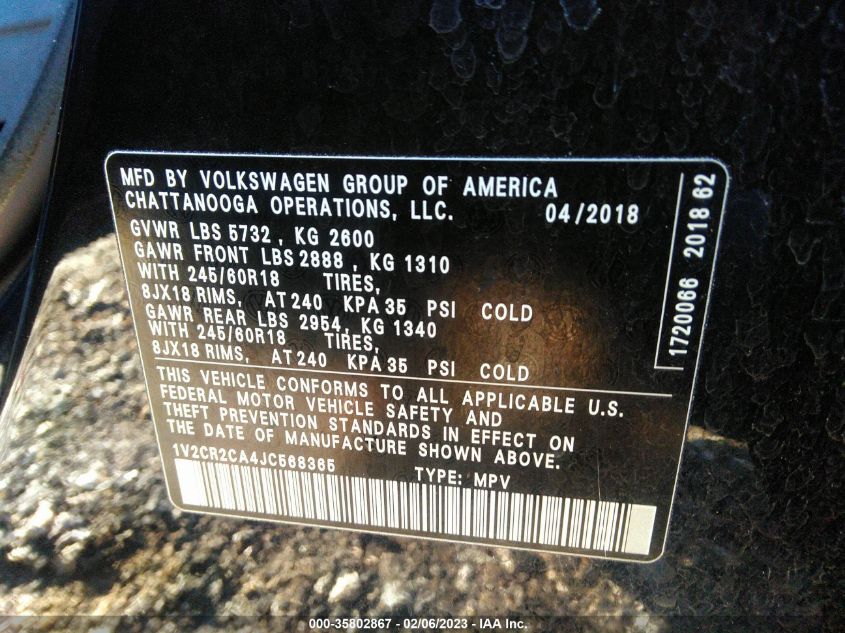 MFD BY VOLKSWAGEN GROUP OF AMERICA
CHATTANOOGA OPERATIONS, LLC. 04/2018
GVWR LBS 5732 , KG 2600
GAWR FRONT LBS 2888 , KG 1310
WITH 245/60R18 TIRES,
8JX18 RIMS, AT 240 KPA 35 PSI COLD
GAWR REAR LBS 2954, KG 1340
WITH 245/60R18 TIRES,
8JX18 RIMS, AT 240 KPA 35 PSI COLD
THIS VEHICLE CONFORMS TO ALL APPLICABLE U.S.
FEDERAL MOTOR VEHICLE SAFETY AND
THEFT PREVENTION STANDARDS IN EFFECT ON
THE DATE OF MANUFACTURE SHOWN ABOVE.
1V2CR2CA4JC568365 TYPE: MPV
1720066 2018 62
000-35802867 - 02/06/2023 - IAA Inc.